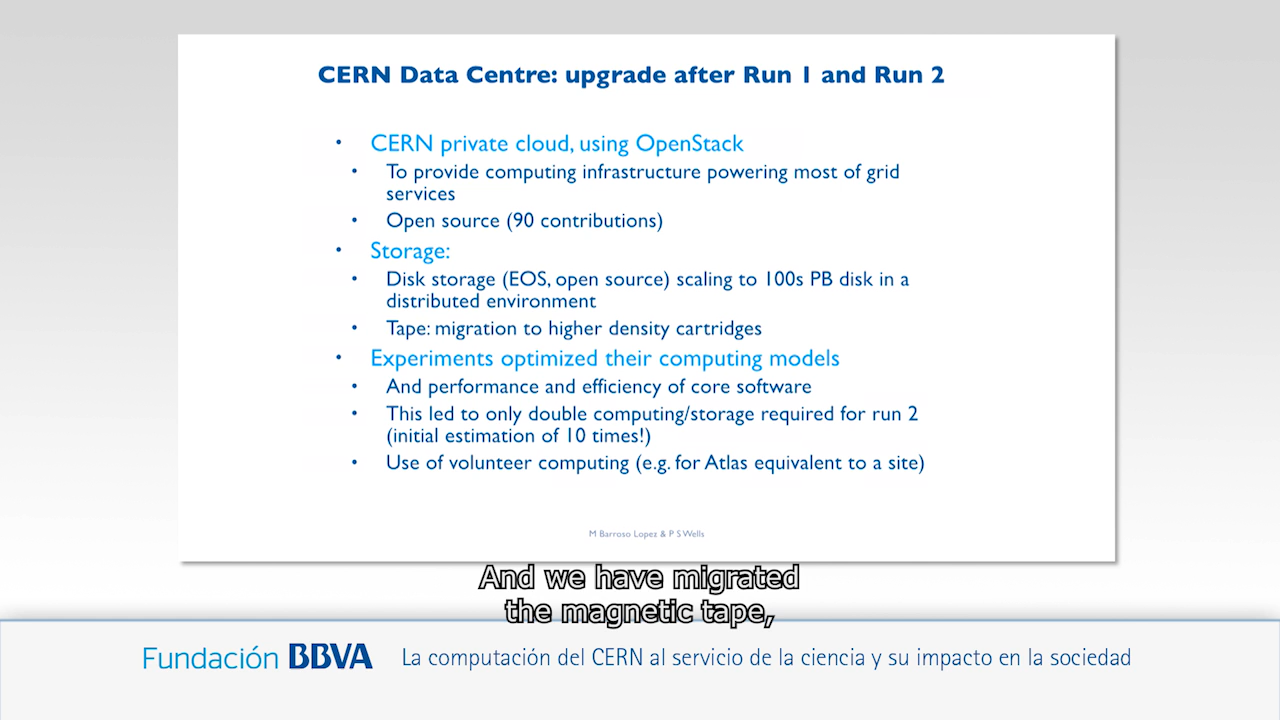 CERN Data Centre: upgrade after Run 1 and Run 2
• CERN private cloud, using OpenStack
• To provide computing infrastructure powering most of grid
services
• Open source (90 contributions)
• Storage:
• Disk storage (EOS, open source) scaling to 100s PB disk in a
distributed environment
• Tape: migration to higher density cartridges
• Experiments optimized their computing models
• And performance and efficiency of core software
• This led to only double computing/storage required for run 2
(initial estimation of 10 times!)
• Use of volunteer computing (e.g. for Atlas equivalent to a site)
M Barroso Lopez & P S Wells
And we have migrated
the magnetic tape,
Fundación BBVA La computación del CERN al servicio de la ciencia y su impacto en la sociedad